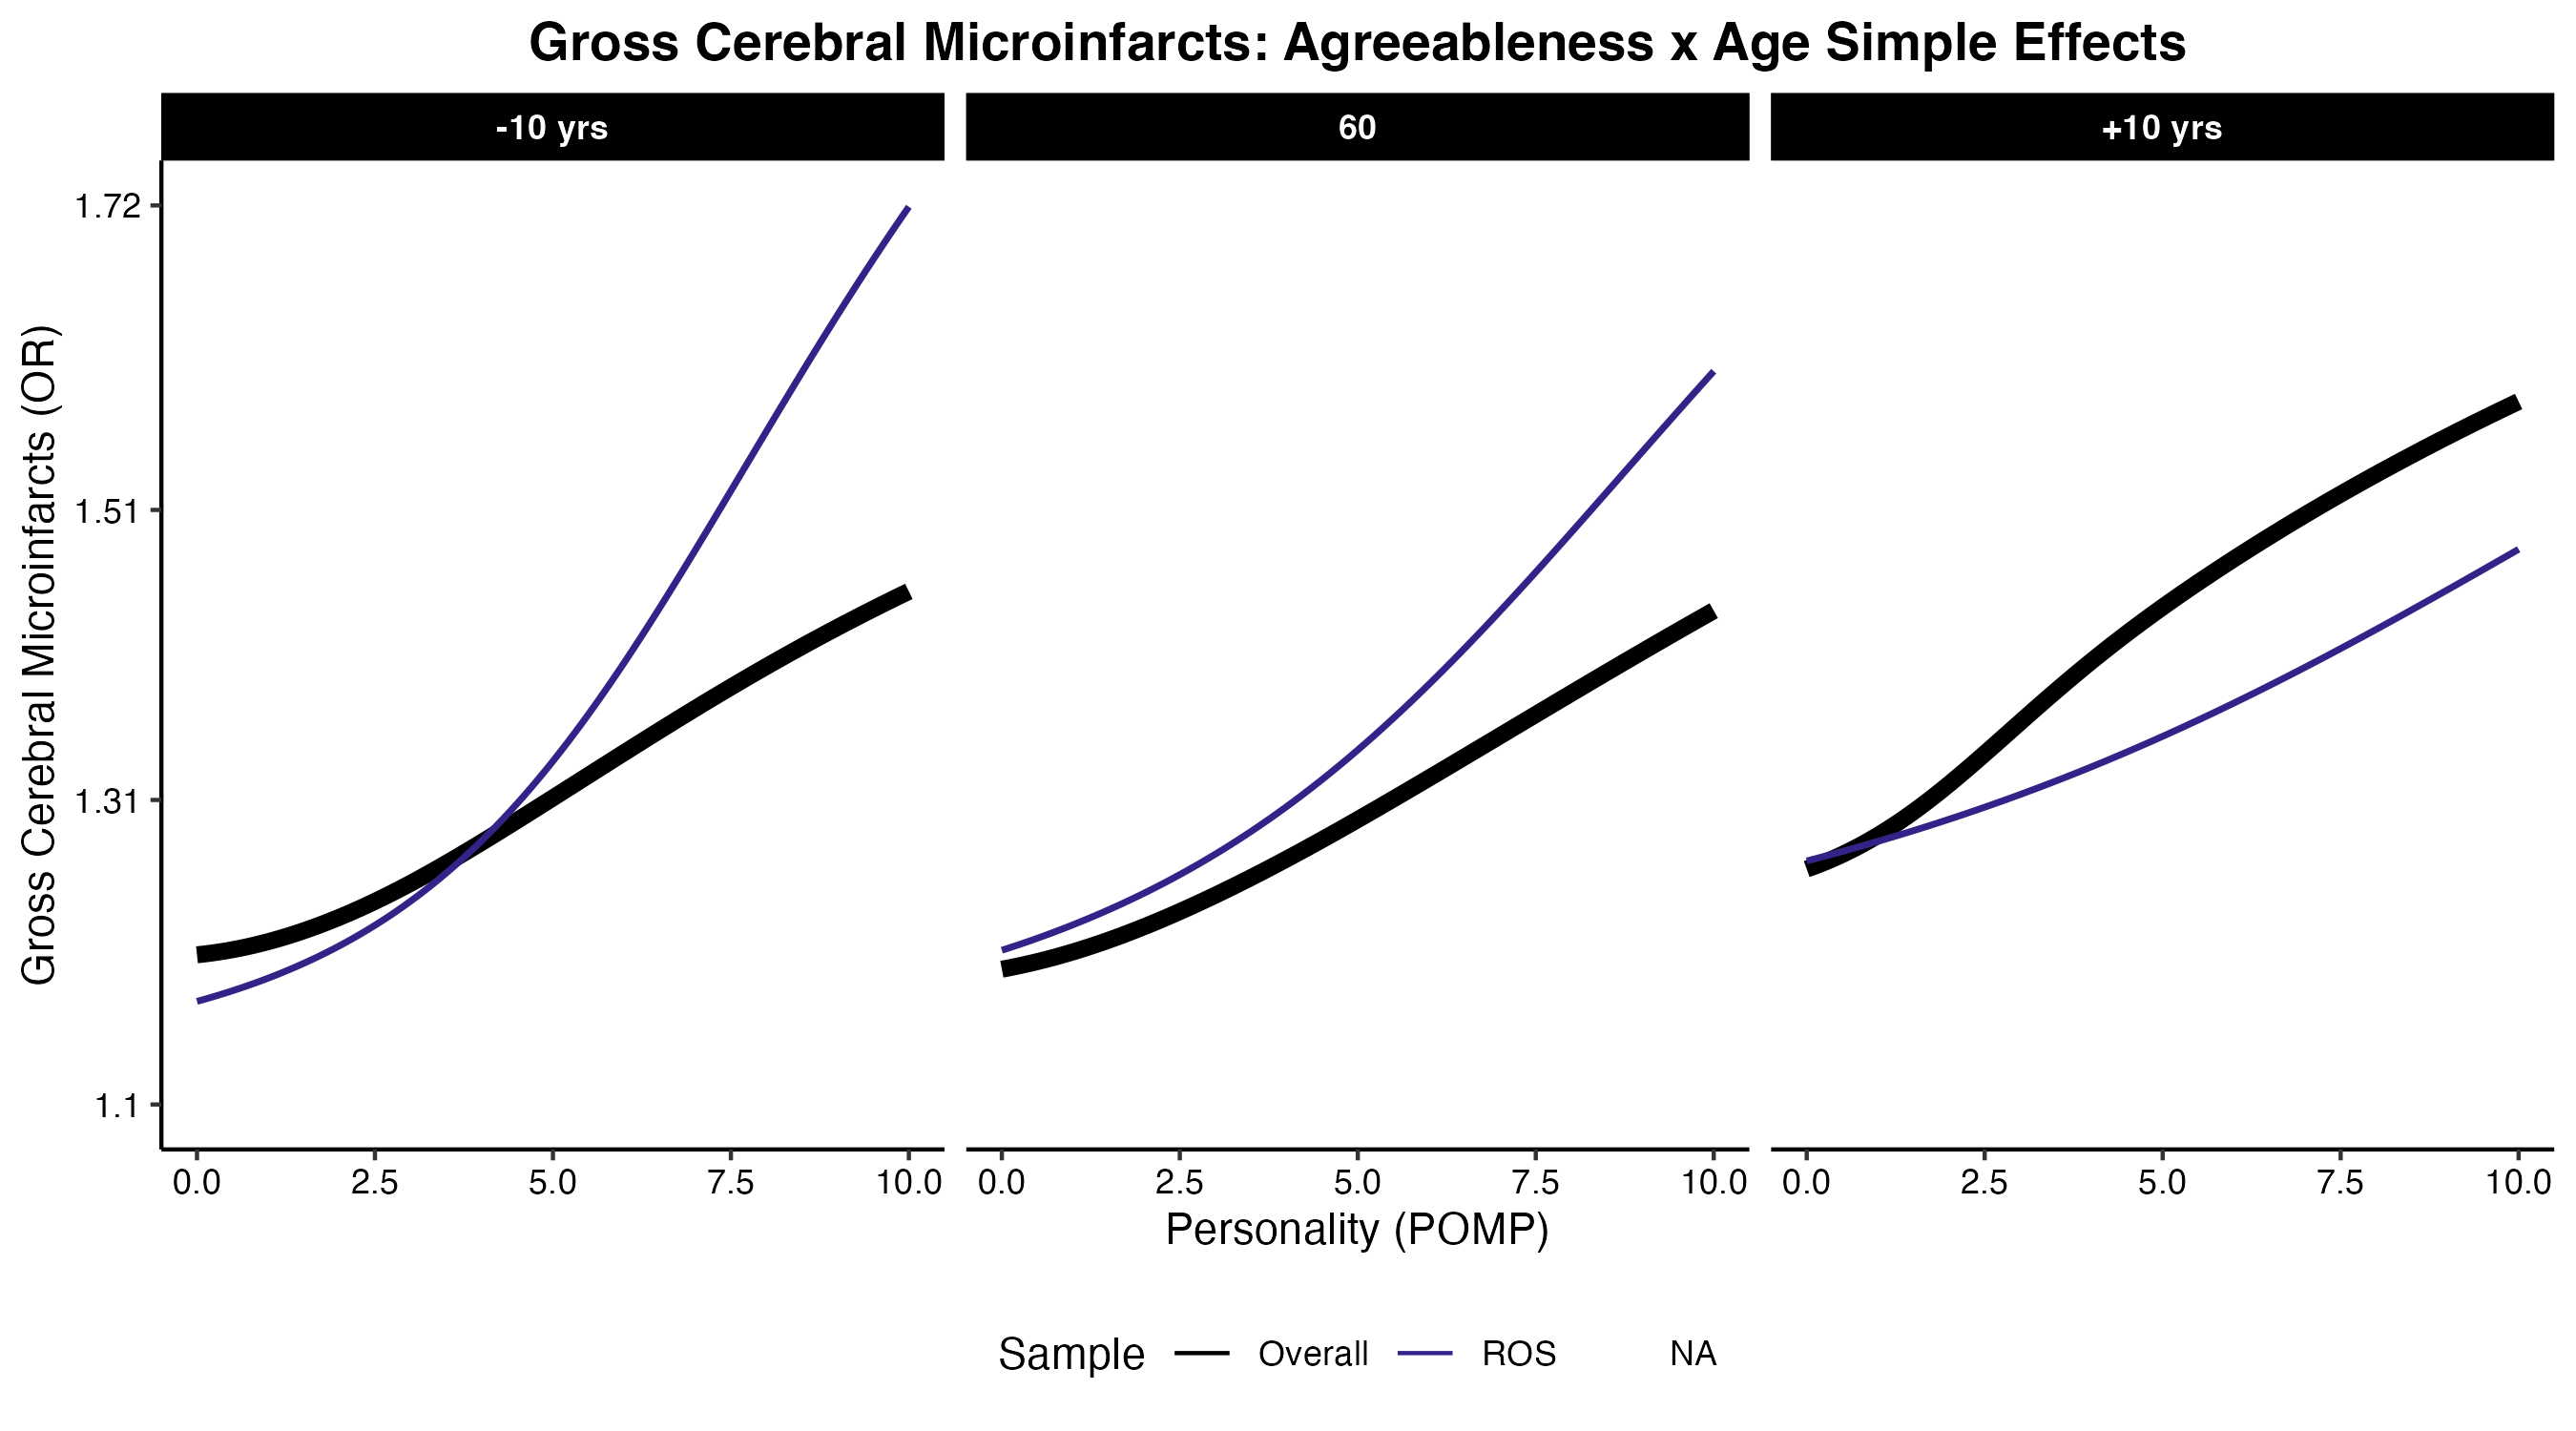 Gross Cerebral Microinfarcts: Agreeableness x Age Simple Effects
-10 yrs 60 +10 yrs
Gross Cerebral Microinfarcts (OR)
1.72
1.51
1.31
1.1
0.0 2.5 5.0 7.5 10.0 0.0 2.5 5.0 7.5 10.0 0.0 2.5 5.0 7.5 10.0
Personality (POMP)
Sample Overall ROS NA